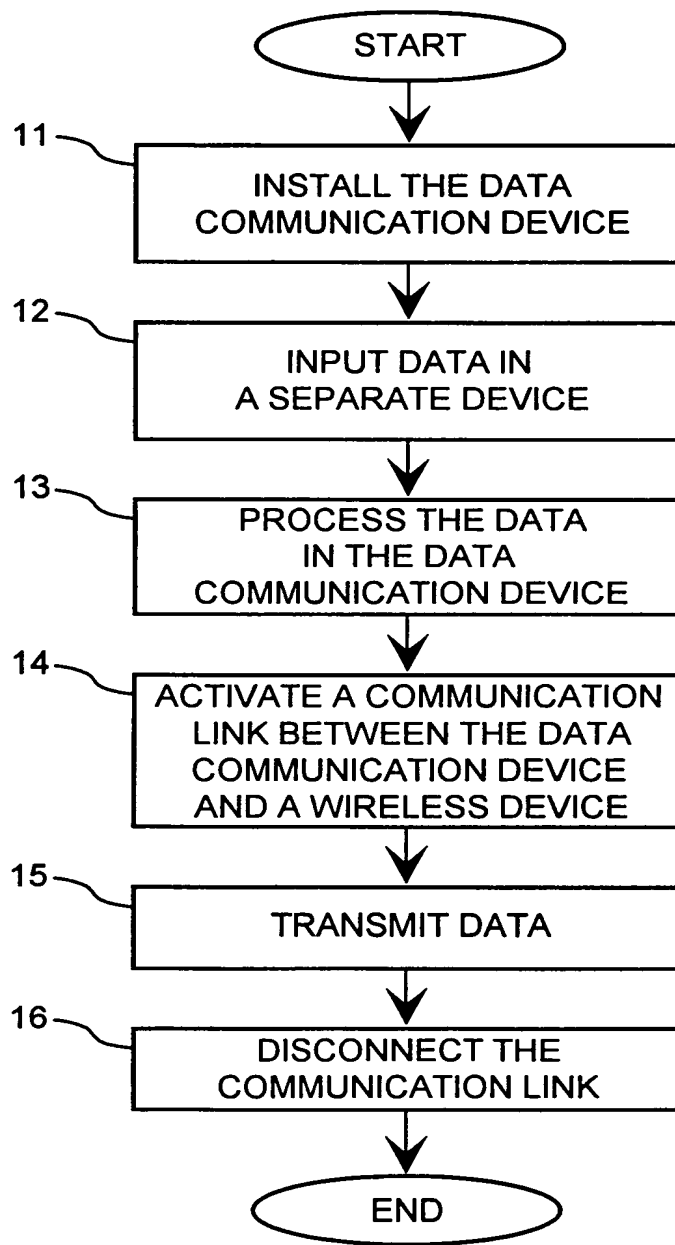 START
11
INSTALL THE DATA
COMMUNICATION DEVICE
12
INPUT DATA IN
A SEPARATE DEVICE
13
PROCESS THE DATA
IN THE DATA
COMMUNICATION DEVICE
14
ACTIVATE A COMMUNICATION
LINK BETWEEN THE DATA
COMMUNICATION DEVICE
AND A WIRELESS DEVICE
15
TRANSMIT DATA
16
DISCONNECT THE
COMMUNICATION LINK
END